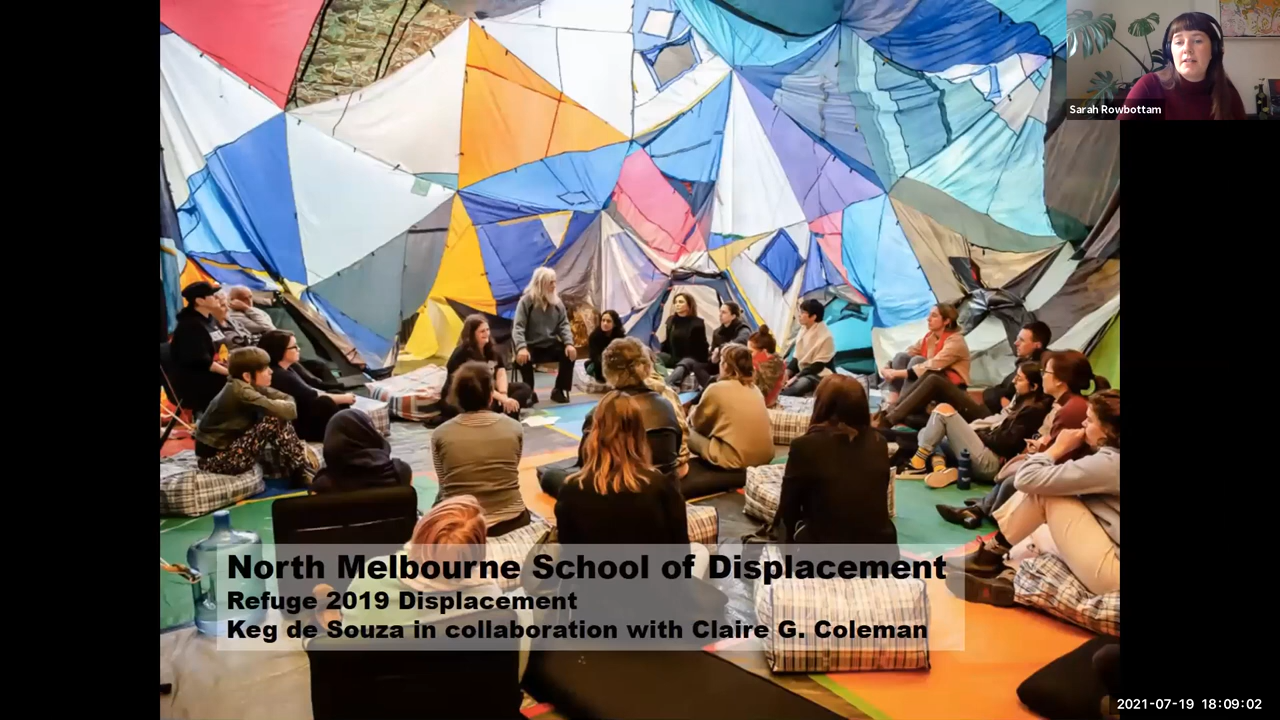 Sarah Rowbottam
North Melbourne School of Displacement
Refuge 2019 Displacement
Keg de Souza in collaboration with Claire G. Coleman
2021-07-19 18:09:02